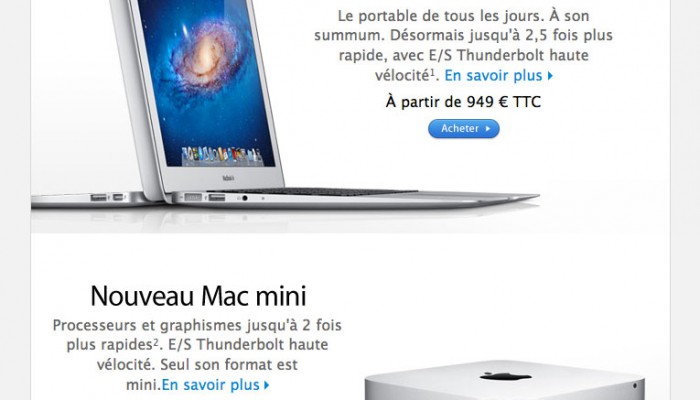 Le portable de tous les jours. À son
summum. Désormais jusqu'à 2,5 fois plus
rapide, avec E/S Thunderbolt haute
vélocité¹. En savoir plus
À partir de 949 € TTC
Acheter
Nouveau Mac mini
Processeurs et graphismes jusqu'à 2 fois
plus rapides². E/S Thunderbolt haute
vélocité. Seul son format est
mini.En savoir plus